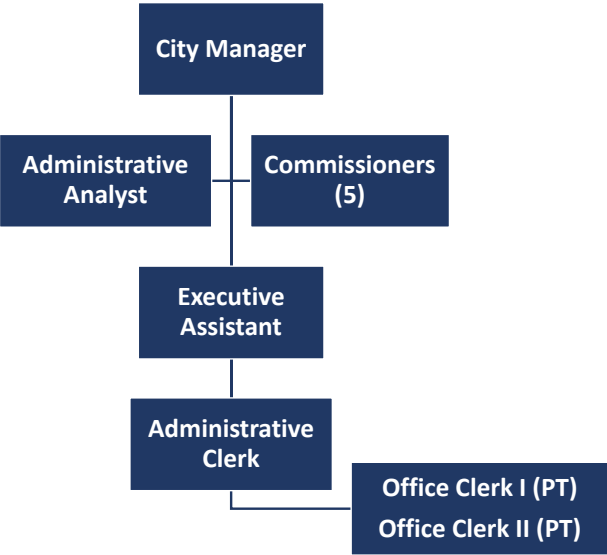 City Manager
Administrative
Analyst
Commissioners
(5)
Executive
Assistant
Administrative
Clerk
Office Clerk I (PT)
Office Clerk II (PT)